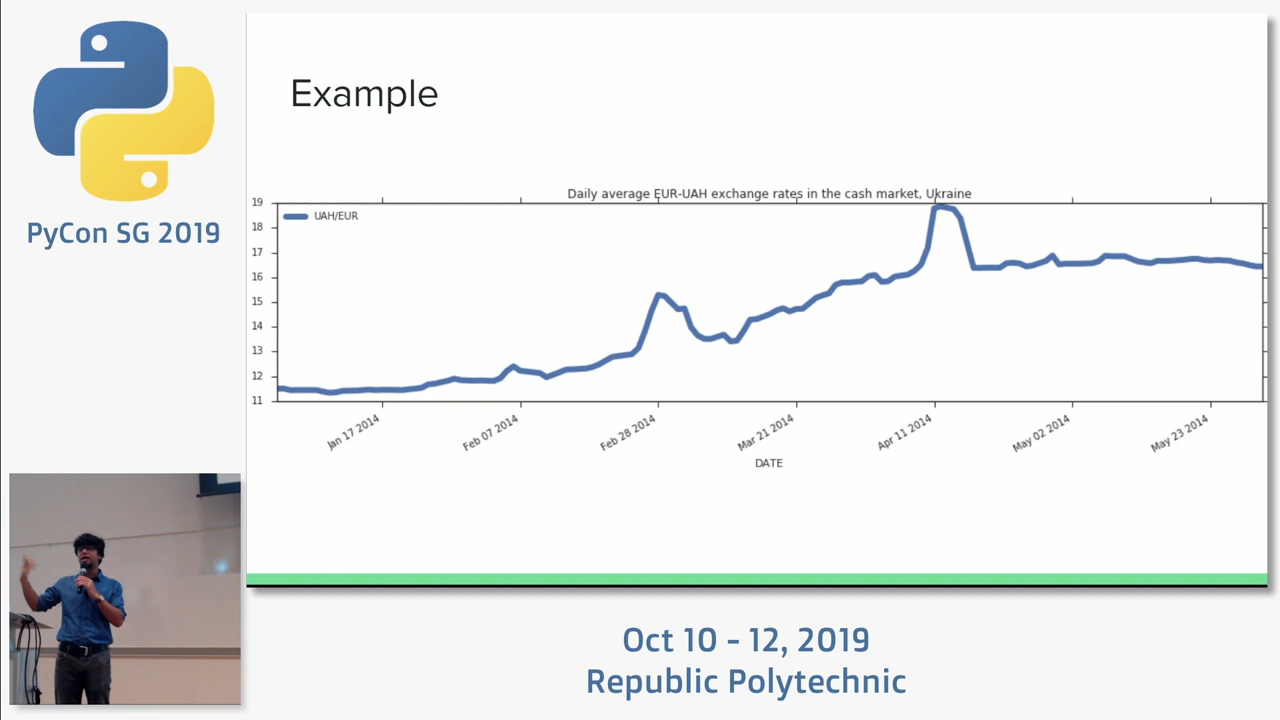 PyCon SG 2019
Example
Daily average EUR-UAH exchange rates in the cash market, Ukraine
UAH/EUR
19
18
17
16
15
14
13
12
11
Jan 17 2014
Feb 07 2014
Feb 28 2014
Mar 21 2014
Apr 11 2014
May 02 2014
May 23 2014
DATE
Oct 10 - 12, 2019
Republic Polytechnic